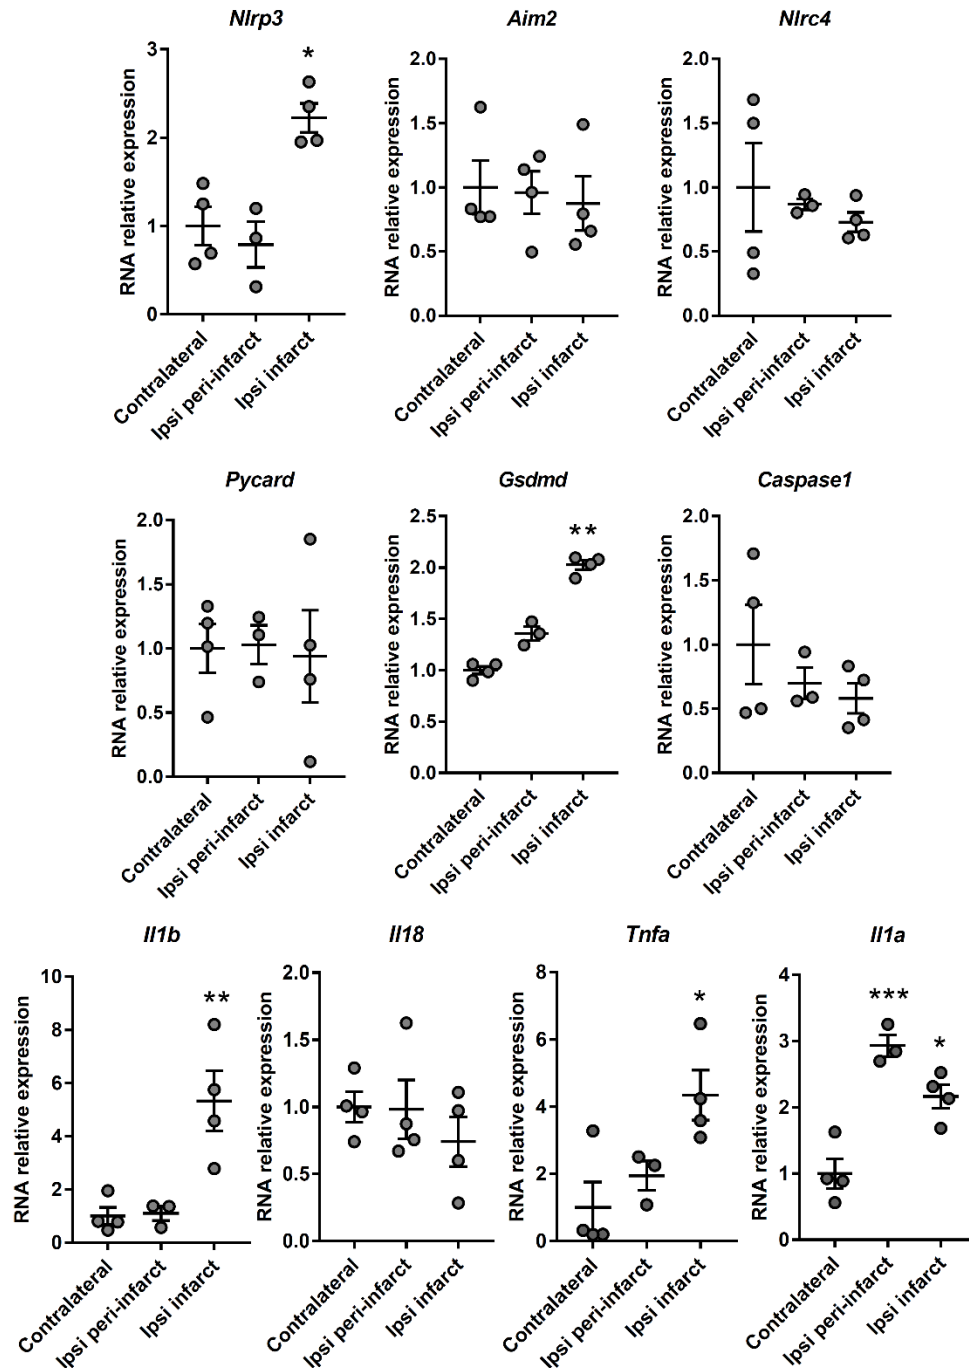 Nlrp3
Aim2
Nlrc4
RNA relative expression
3
2
1
0
*
Contralateral
Ipsi peri-infarct
Ipsi infarct
RNA relative expression
2.0
1.5
1.0
0.5
0.0
Contralateral
Ipsi peri-infarct
Ipsi infarct
RNA relative expression
2.0
1.5
1.0
0.5
0.0
Contralateral
Ipsi peri-infarct
Ipsi infarct
Pycard
Gsdmd
Caspase1
RNA relative expression
2.0
1.5
1.0
0.5
0.0
Contralateral
Ipsi peri-infarct
Ipsi infarct
RNA relative expression
2.5
2.0
1.5
1.0
0.5
0.0
**
Contralateral
Ipsi peri-infarct
Ipsi infarct
RNA relative expression
2.0
1.5
1.0
0.5
0.0
Contralateral
Ipsi peri-infarct
Ipsi infarct
Il1b
Il18
Tnfa
Il1a
RNA relative expression
10
8
6
4
2
0
**
Contralateral
Ipsi peri-infarct
Ipsi infarct
RNA relative expression
2.0
1.5
1.0
0.5
0.0
Contralateral
Ipsi peri-infarct
Ipsi infarct
RNA relative expression
8
6
4
2
0
*
Contralateral
Ipsi peri-infarct
Ipsi infarct
RNA relative expression
4
3
2
1
0
***
*
Contralateral
Ipsi peri-infarct
Ipsi infarct